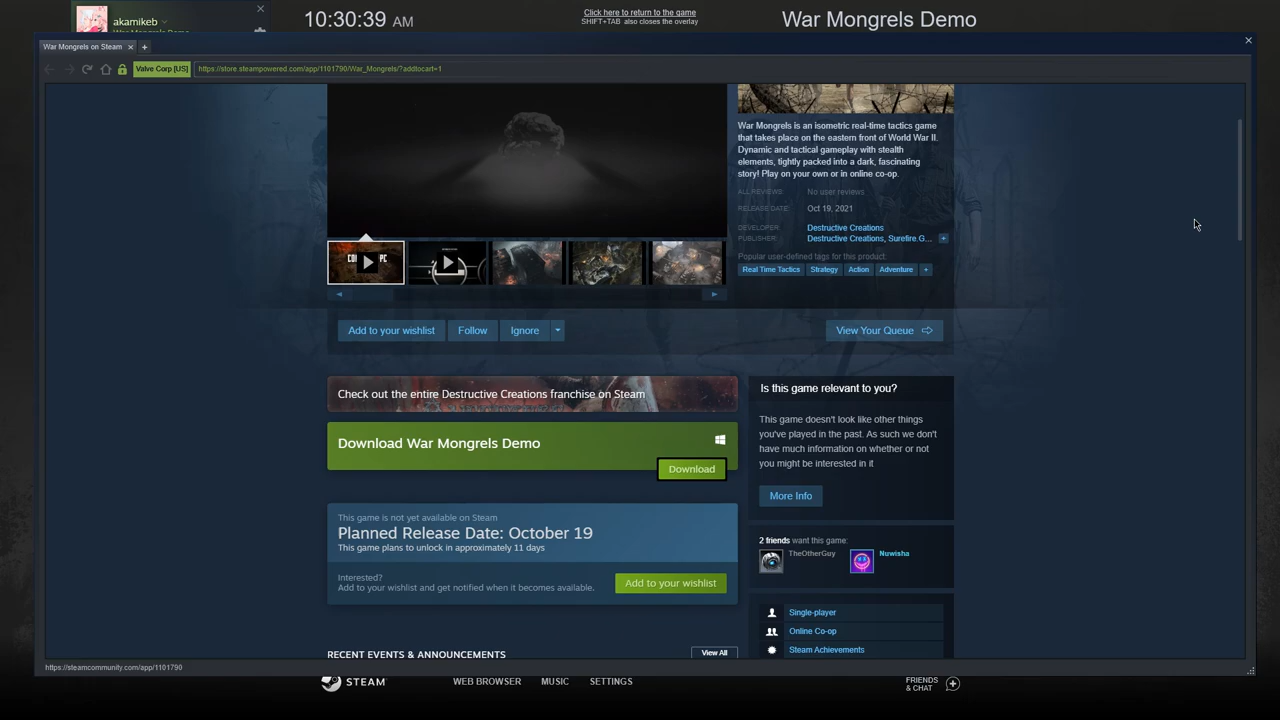 akamikeb
10:30:39 AM
Click here to return to the game
SHIFT+TAB also closes the overlay
War Mongrels Demo
War Mongrels on Steam
Valve Corp [US]
https://store.steampowered.com/app/1101790/War_Mongrels/?addtocart=1
War Mongrels is an isometric real-time tactics game
that takes place on the eastern front of World War II.
Dynamic and tactical gameplay with stealth
elements, tightly packed into a dark, fascinating
story! Play on your own or in online co-op.
ALL REVIEWS: No user reviews
RELEASE DATE: Oct 19, 2021
DEVELOPER: Destructive Creations
PUBLISHER: Destructive Creations, Surefire G...
Popular user-defined tags for this product:
Real Time Tactics Strategy Action Adventure +
Add to your wishlist Follow Ignore View Your Queue
Check out the entire Destructive Creations franchise on Steam
Download War Mongrels Demo
Download
This game is not yet available on Steam
Planned Release Date: October 19
This game plans to unlock in approximately 11 days
Interested?
Add to your wishlist and get notified when it becomes available.
Add to your wishlist
RECENT EVENTS & ANNOUNCEMENTS View All
Is this game relevant to you?
This game doesn't look like other things
you've played in the past. As such we don't
have much information on whether or not
you might be interested in it
More Info
2 friends want this game:
TheOtherGuy Nuwisha
Single-player
Online Co-op
Steam Achievements
https://steamcommunity.com/app/1101790
STEAM WEB BROWSER MUSIC SETTINGS
FRIENDS
& CHAT